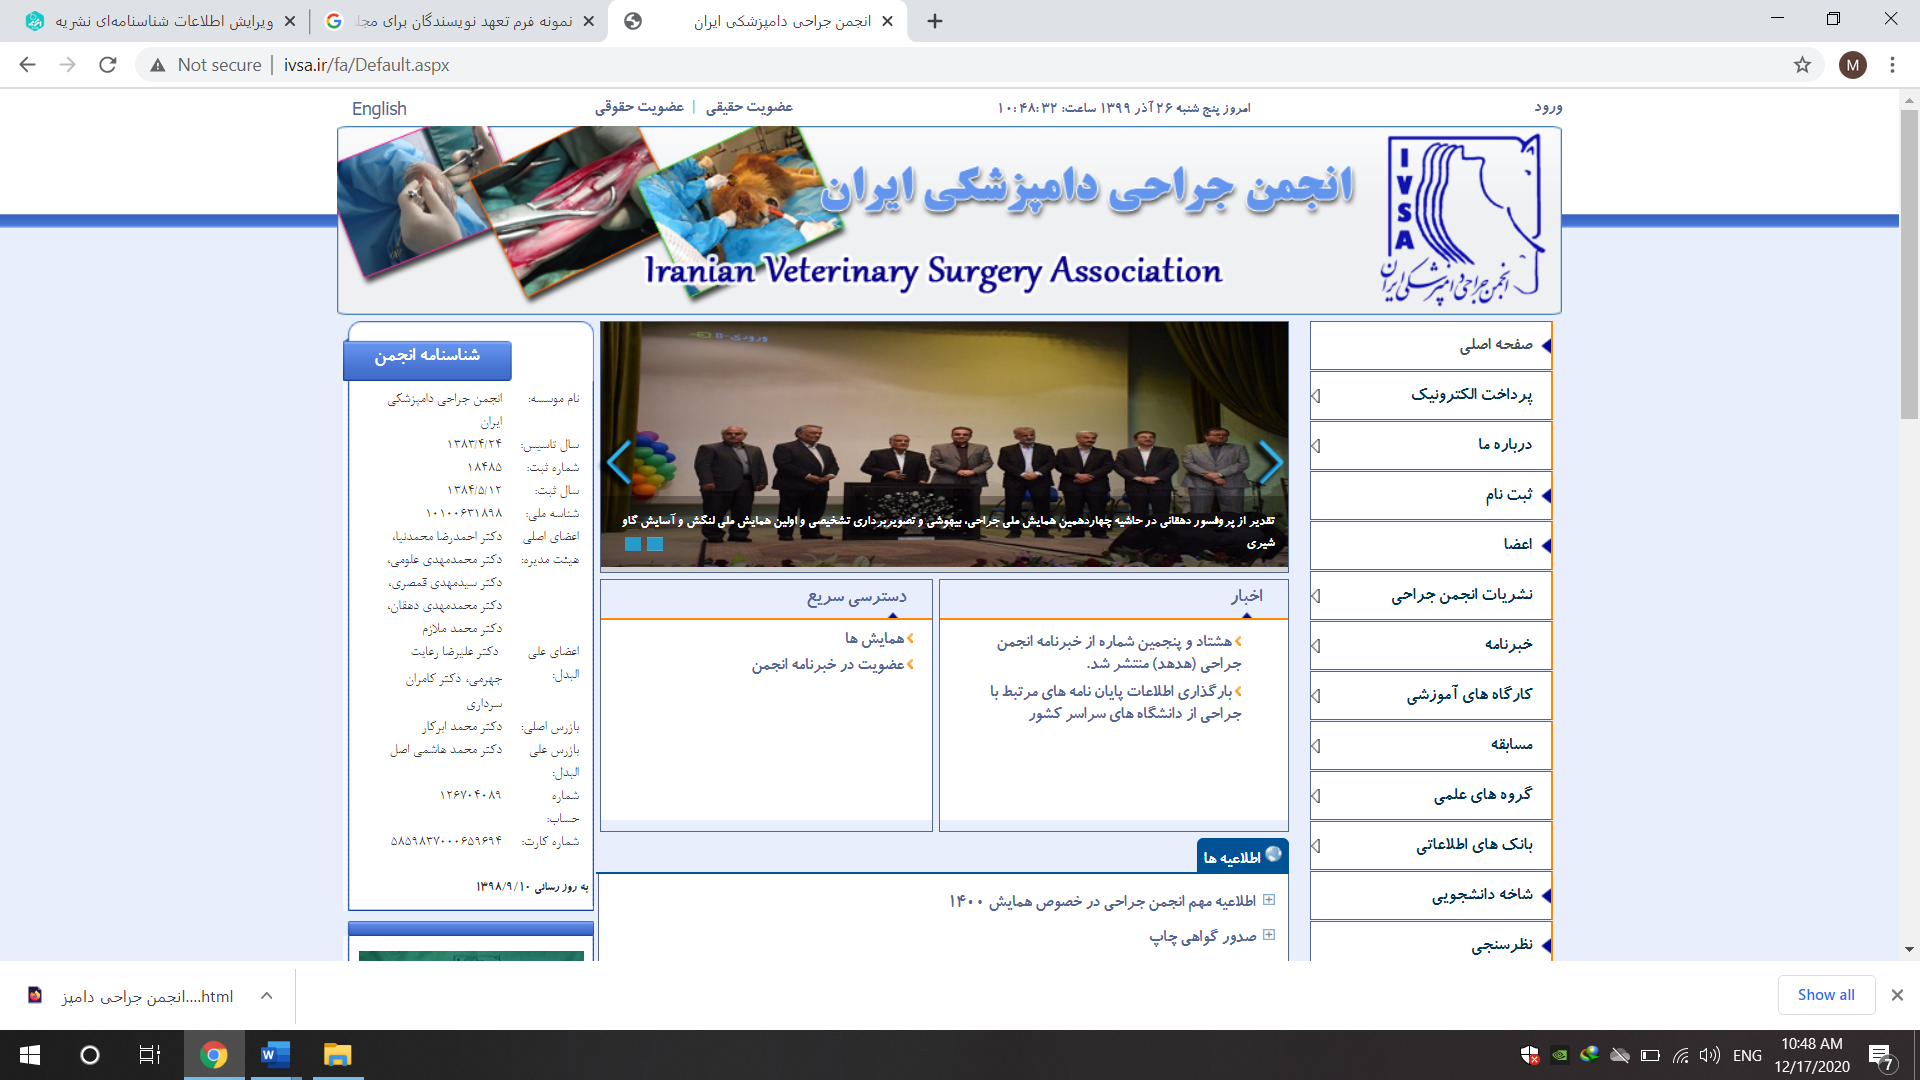 ویرایش اطلاعات شناسنامه‌ای نشریه
نمونه فرم تعهد نویسندگان برای مجل
انجمن جراحی دامپزشکی ایران
Not secure
ivsa.ir/fa/Default.aspx
M
English
عضویت حقیقی | عضویت حقوقی
امروز پنج شنبه ۲۶ آذر ۱۳۹۹ ساعت: ۱۰:۴۸:۳۲
ورود
انجمن جراحی دامپزشکی ایران
Iranian Veterinary Surgery Association
IVSA
انجمن جراحی دامپزشکی ایران
صفحه اصلی
پرداخت الکترونیک
درباره ما
ثبت نام
اعضا
نشریات انجمن جراحی
خبرنامه
کارگاه های آموزشی
مسابقه
گروه های علمی
بانک های اطلاعاتی
شاخه دانشجویی
نظرسنجی
تقدیر از پروفسور دهقانی در حاشیه چهاردهمین همایش ملی جراحی، بیهوشی و تصویربرداری تشخیصی و اولین همایش ملی لنگش و آسایش گاو
شیری
اخبار
هشتاد و پنجمین شماره از خبرنامه انجمن
جراحی (هدهد) منتشر شد.
بارگذاری اطلاعات پایان نامه های مرتبط با
جراحی از دانشگاه های سراسر کشور
دسترسی سریع
همایش ها
عضویت در خبرنامه انجمن
اطلاعیه ها
اطلاعیه مهم انجمن جراحی در خصوص همایش ۱۴۰۰
صدور گواهی چاپ
شناسنامه انجمن
نام موسسه: انجمن جراحی دامپزشکی
ایران
سال تاسیس: ۱۳۸۳/۴/۲۴
شماره ثبت: ۱۸۴۸۵
سال ثبت: ۱۳۸۴/۵/۱۲
شناسه ملی: ۱۰۱۰۰۶۳۱۸۹۸
اعضای اصلی دکتر احمدرضا محمدنیا،
هیئت مدیره: دکتر محمدمهدی علومی،
دکتر سیدمهدی قمصری،
دکتر محمدمهدی دهقان،
دکتر محمد ملازم
اعضای علی دکتر علیرضا رعایت
البدل: جهرمی، دکتر کامران
سرداری
بازرس اصلی: دکتر محمد ابرکار
بازرس علی دکتر محمد هاشمی اصل
البدل:
شماره ۱۲۶۷۰۴۰۸۹
حساب:
شماره کارت: ۵۸۵۹۸۳۷۰۰۰۶۵۹۶۹۴
به روز رسانی ۱۳۹۸/۹/۱۰
انجمن جراحی دامپز....html
Show all
ENG
10:48 AM
12/17/2020
7